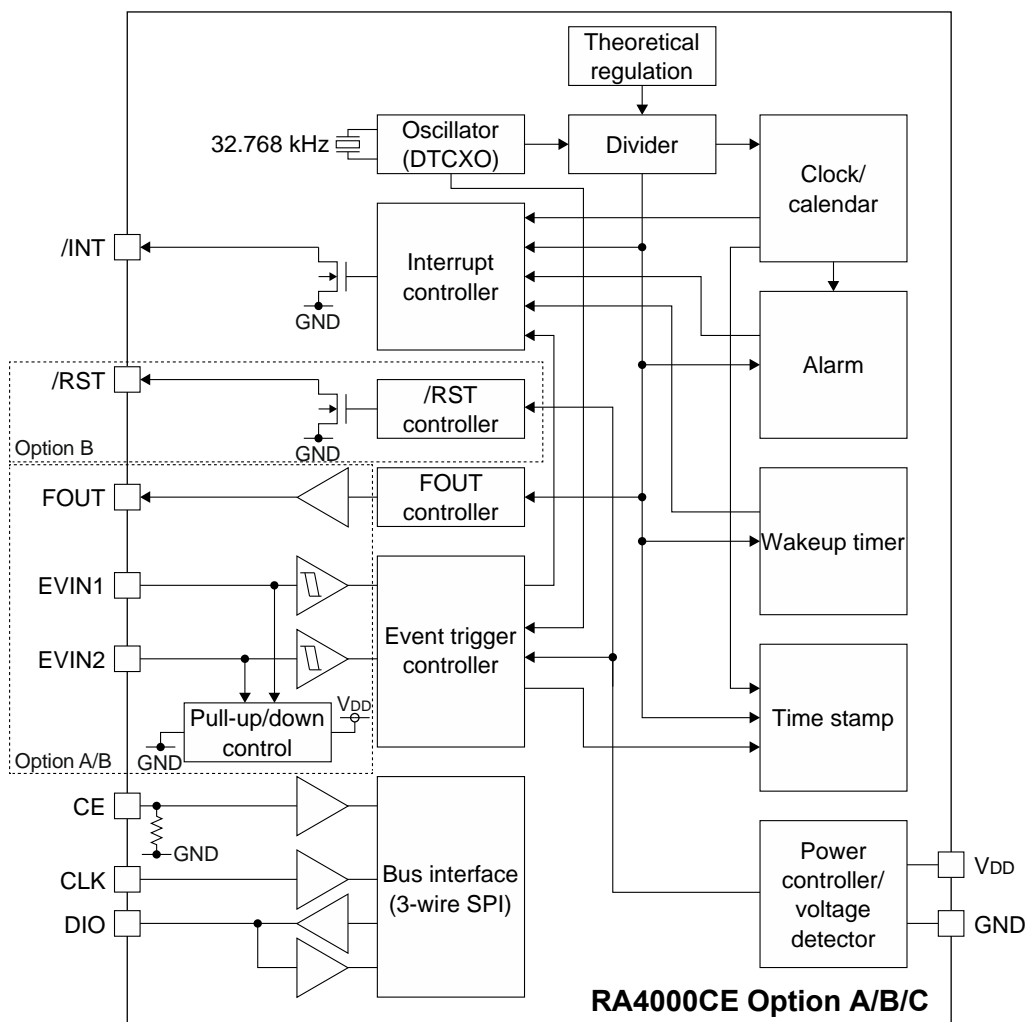 Theoretical
regulation
32.768 kHz
Oscillator
(DTCXO)
Divider
Clock/
calendar
/INT
Interrupt
controller
GND
Alarm
/RST
/RST
controller
GND
Option B
FOUT
FOUT
controller
Wakeup timer
EVIN1
EVIN2
Event trigger
controller
VDD
Pull-up/down
control
GND
Option A/B
Time stamp
CE
GND
CLK
DIO
Bus interface
(3-wire SPI)
Power
controller/
voltage
detector
VDD
GND
RA4000CE Option A/B/C